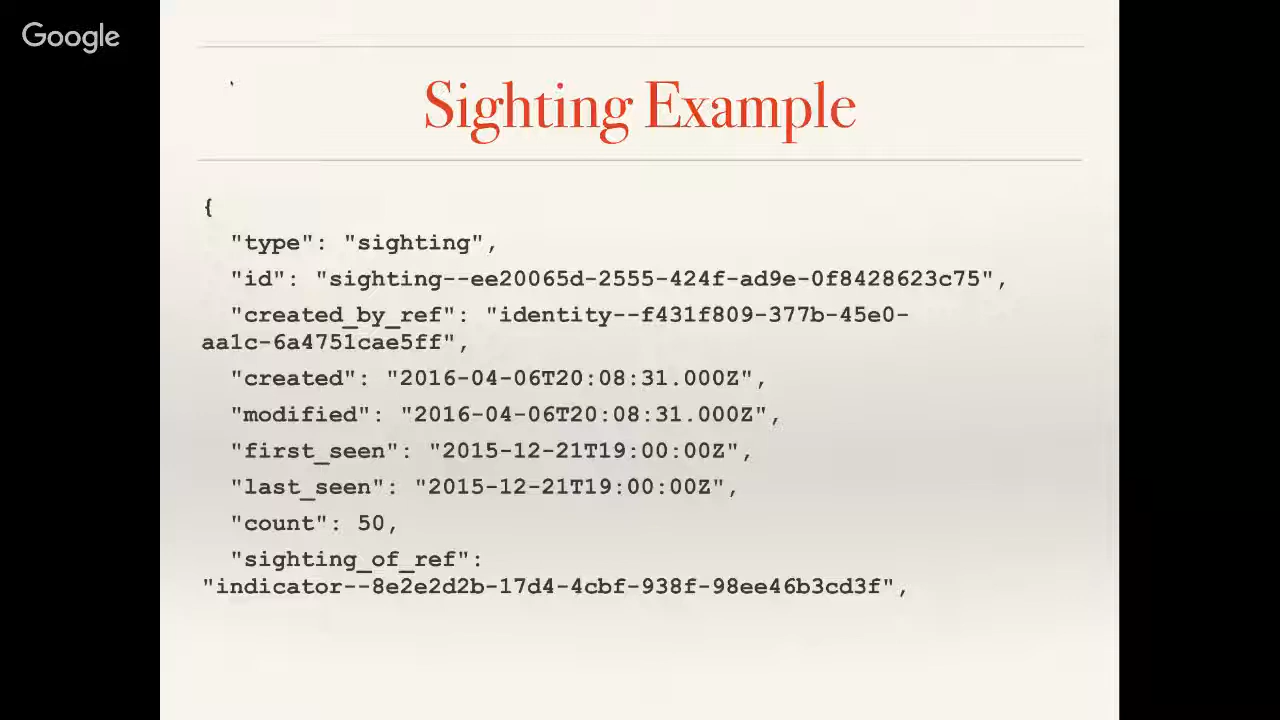 Google
Sighting Example
{
"type": "sighting",
"id": "sighting--ee20065d-2555-424f-ad9e-0f8428623c75",
"created_by_ref": "identity--f431f809-377b-45e0-
aa1c-6a4751cae5ff",
"created": "2016-04-06T20:08:31.000Z",
"modified": "2016-04-06T20:08:31.000Z",
"first_seen": "2015-12-21T19:00:00Z",
"last_seen": "2015-12-21T19:00:00Z",
"count": 50,
"sighting_of_ref":
"indicator--8e2e2d2b-17d4-4cbf-938f-98ee46b3cd3f",